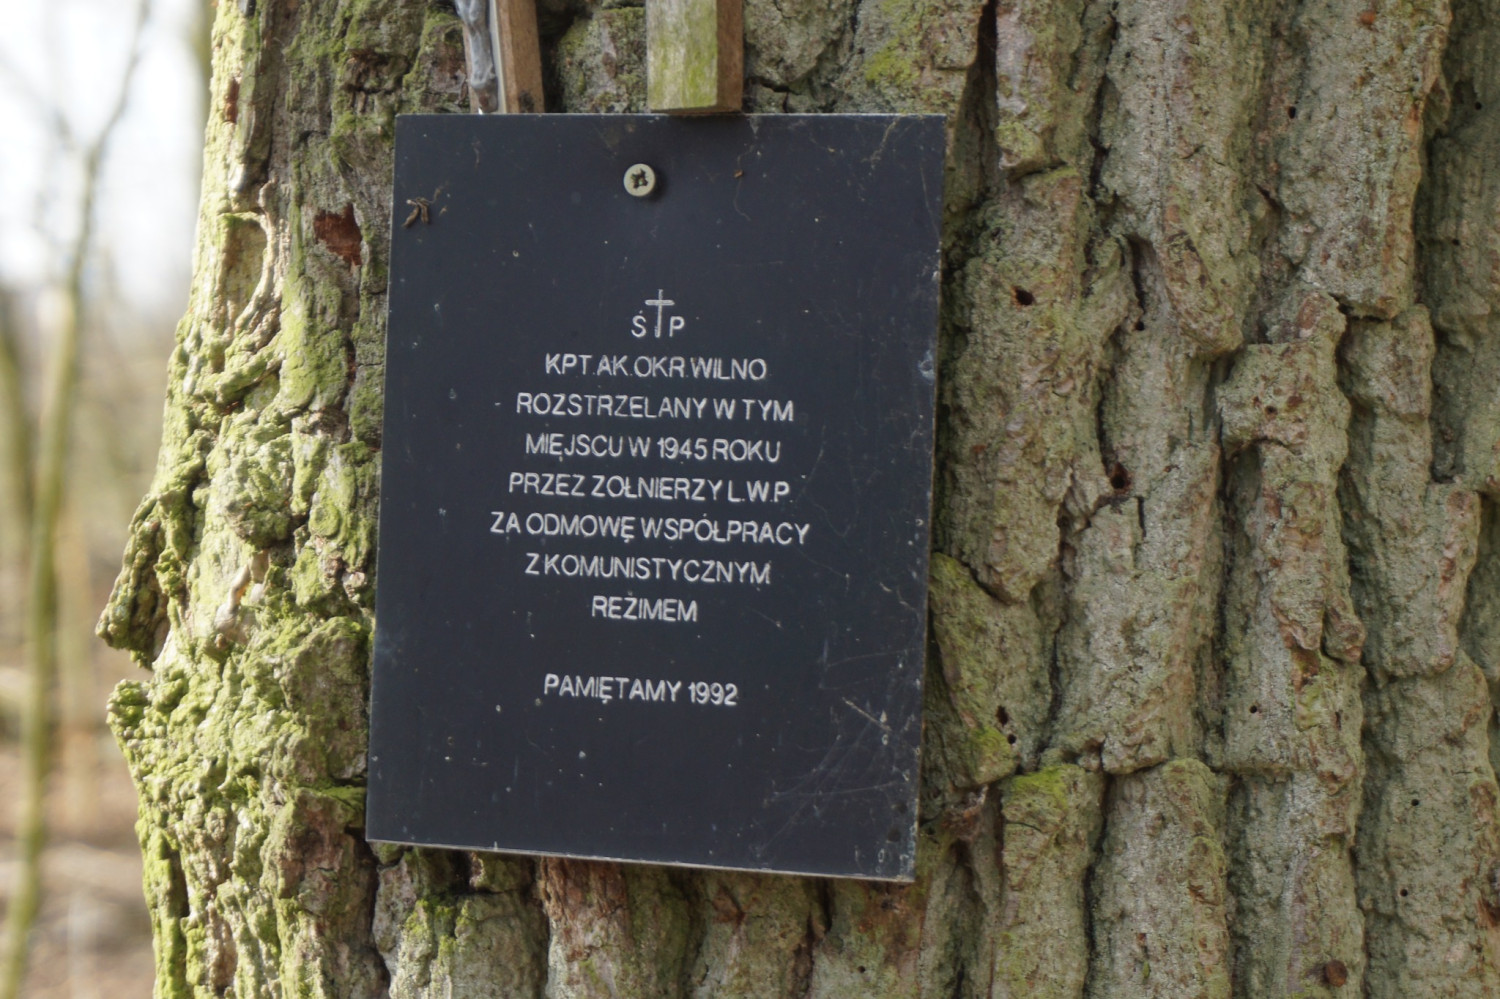 Ś†P
KPT. AK. OKR. WILNO
ROZSTRZELANY W TYM
MIEJSCU W 1945 ROKU
PRZEZ ŻOŁNIERZY L.W.P.
ZA ODMOWĘ WSPÓŁPRACY
Z KOMUNISTYCZNYM
REŻIMEM
PAMIĘTAMY 1992